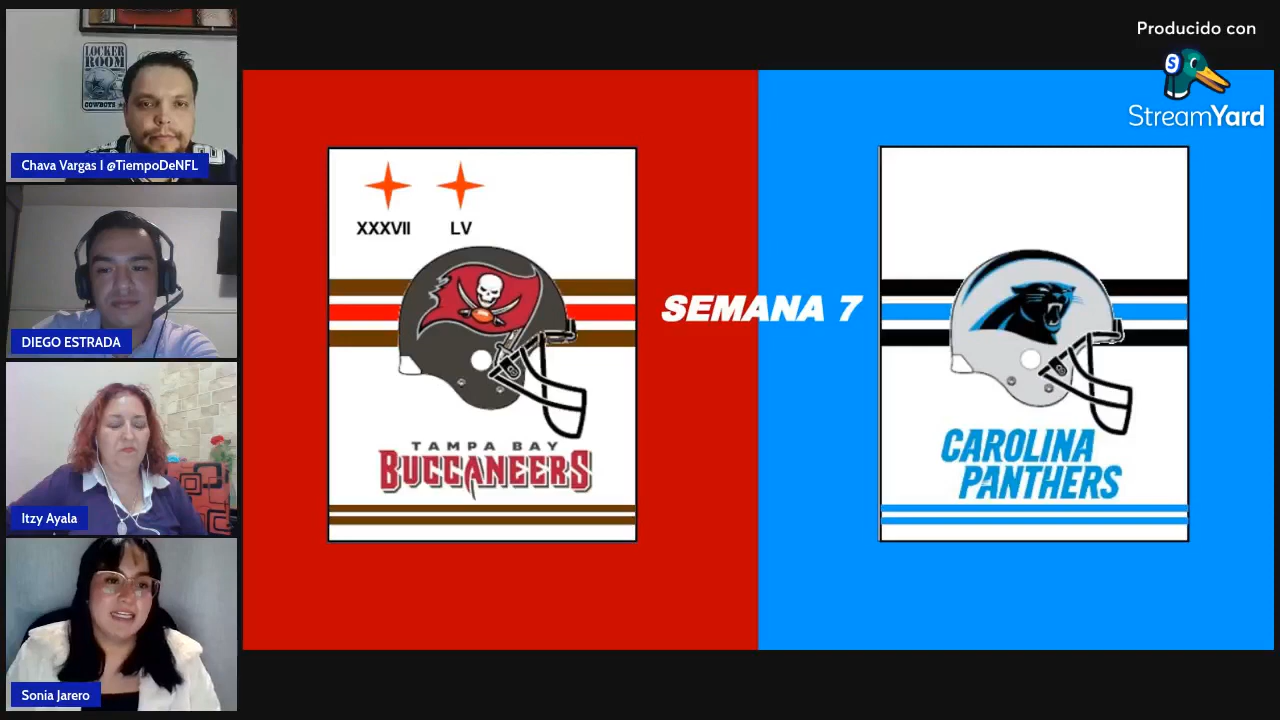 Producido con
StreamYard
LOCKER
ROOM
COWBOYS
Chava Vargas I @TiempoDeNFL
DIEGO ESTRADA
Itzy Ayala
Sonia Jarero
XXXVII LV
TAMPA BAY
BUCCANEERS
SEMANA 7
CAROLINA
PANTHERS